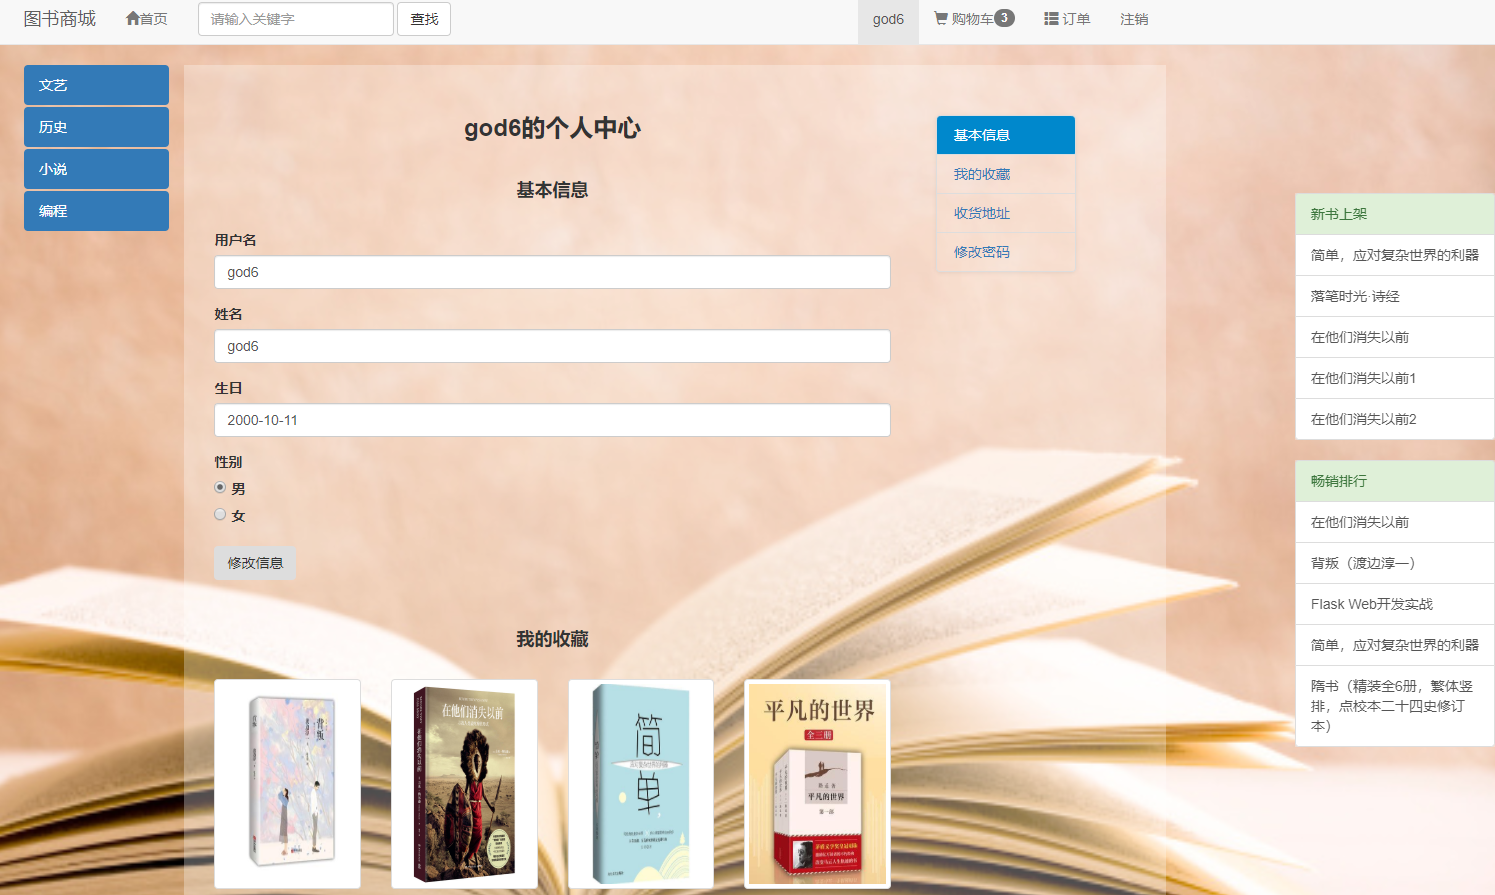 图书商城 首页 请输入关键字 查找 god6 购物车 3 订单 注销
文艺
历史
小说
编程
god6的个人中心
基本信息
用户名
god6
姓名
god6
生日
2000-10-11
性别
男
女
修改信息
基本信息
我的收藏
收货地址
修改密码
我的收藏
背叛
在他们消失以前
在他们消失以前
简单
平凡的世界
全三册
平凡的世界
新书上架
简单，应对复杂世界的利器
落笔时光·诗经
在他们消失以前
在他们消失以前1
在他们消失以前2
畅销排行
在他们消失以前
背叛（渡边淳一）
Flask Web开发实战
简单，应对复杂世界的利器
隋书（精装全6册，繁体竖
排，点校本二十四史修订
本）